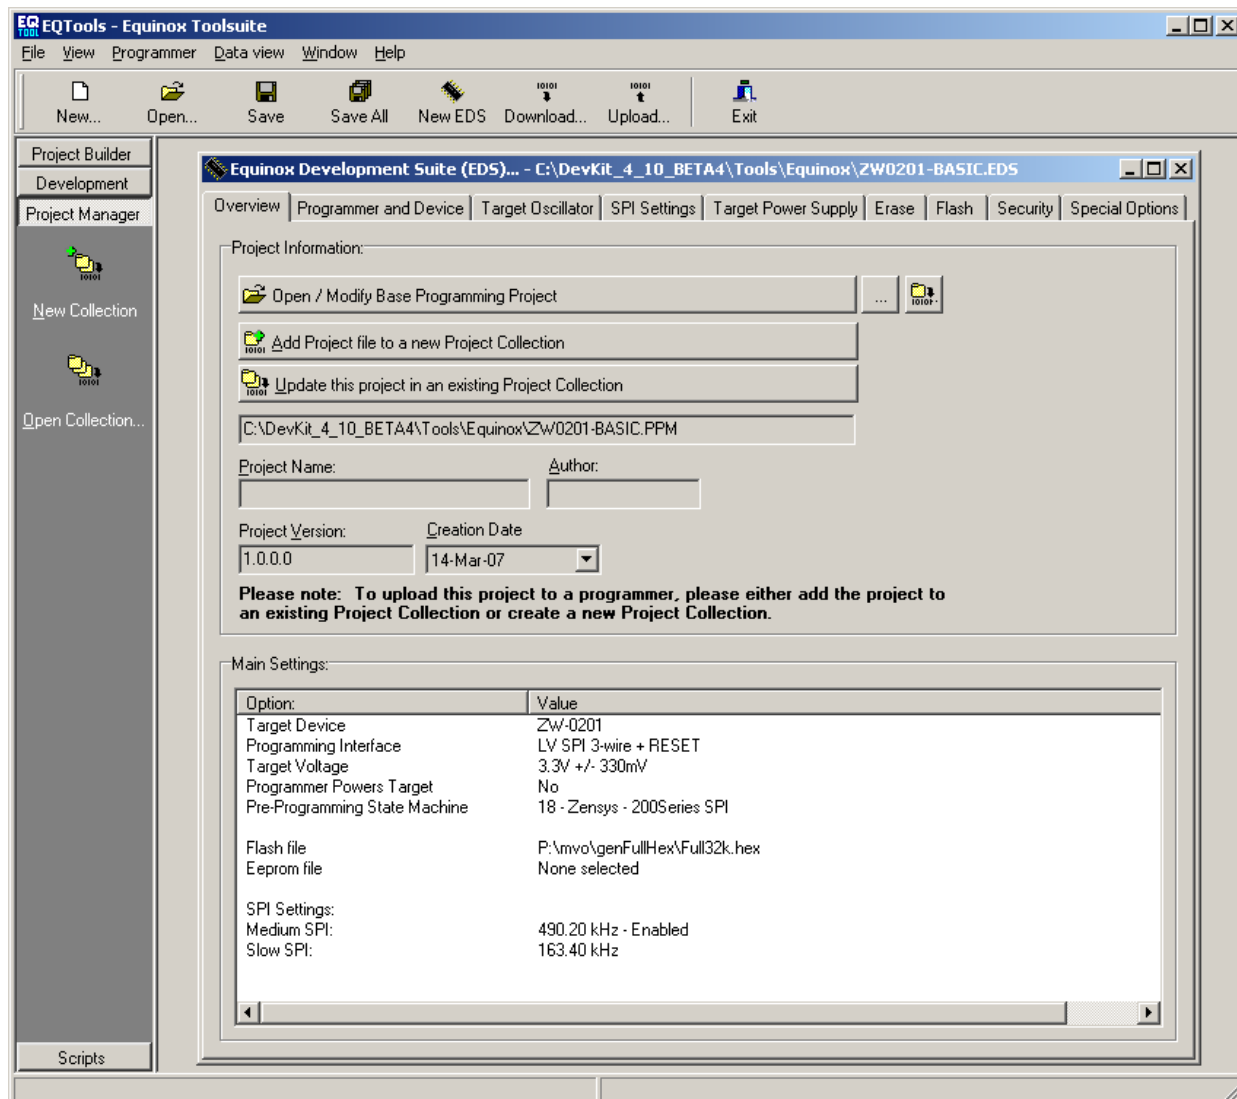 EQTools - Equinox Toolsuite
File View Programmer Data view Window Help
New... Open... Save Save All New EDS Download... Upload... Exit
Project Builder
Development
Project Manager
New Collection
Open Collection...
Scripts
Equinox Development Suite (EDS)... - C:\DevKit_4_10_BETA4\Tools\Equinox\ZW0201-BASIC.EDS
Overview Programmer and Device Target Oscillator SPI Settings Target Power Supply Erase Flash Security Special Options
Project Information:
Open / Modify Base Programming Project ...
Add Project file to a new Project Collection
Update this project in an existing Project Collection
C:\DevKit_4_10_BETA4\Tools\Equinox\ZW0201-BASIC.PPM
Project Name: Author:
Project Version: Creation Date
1.0.0.0 14-Mar-07
Please note: To upload this project to a programmer, please either add the project to
an existing Project Collection or create a new Project Collection.
Main Settings:
Option: Value
Target Device ZW-0201
Programming Interface LV SPI 3-wire + RESET
Target Voltage 3.3V +/- 330mV
Programmer Powers Target No
Pre-Programming State Machine 18 - Zensys - 200Series SPI
Flash file P:\mvo\genFullHex\Full32k.hex
Eeprom file None selected
SPI Settings:
Medium SPI: 490.20 kHz - Enabled
Slow SPI: 163.40 kHz